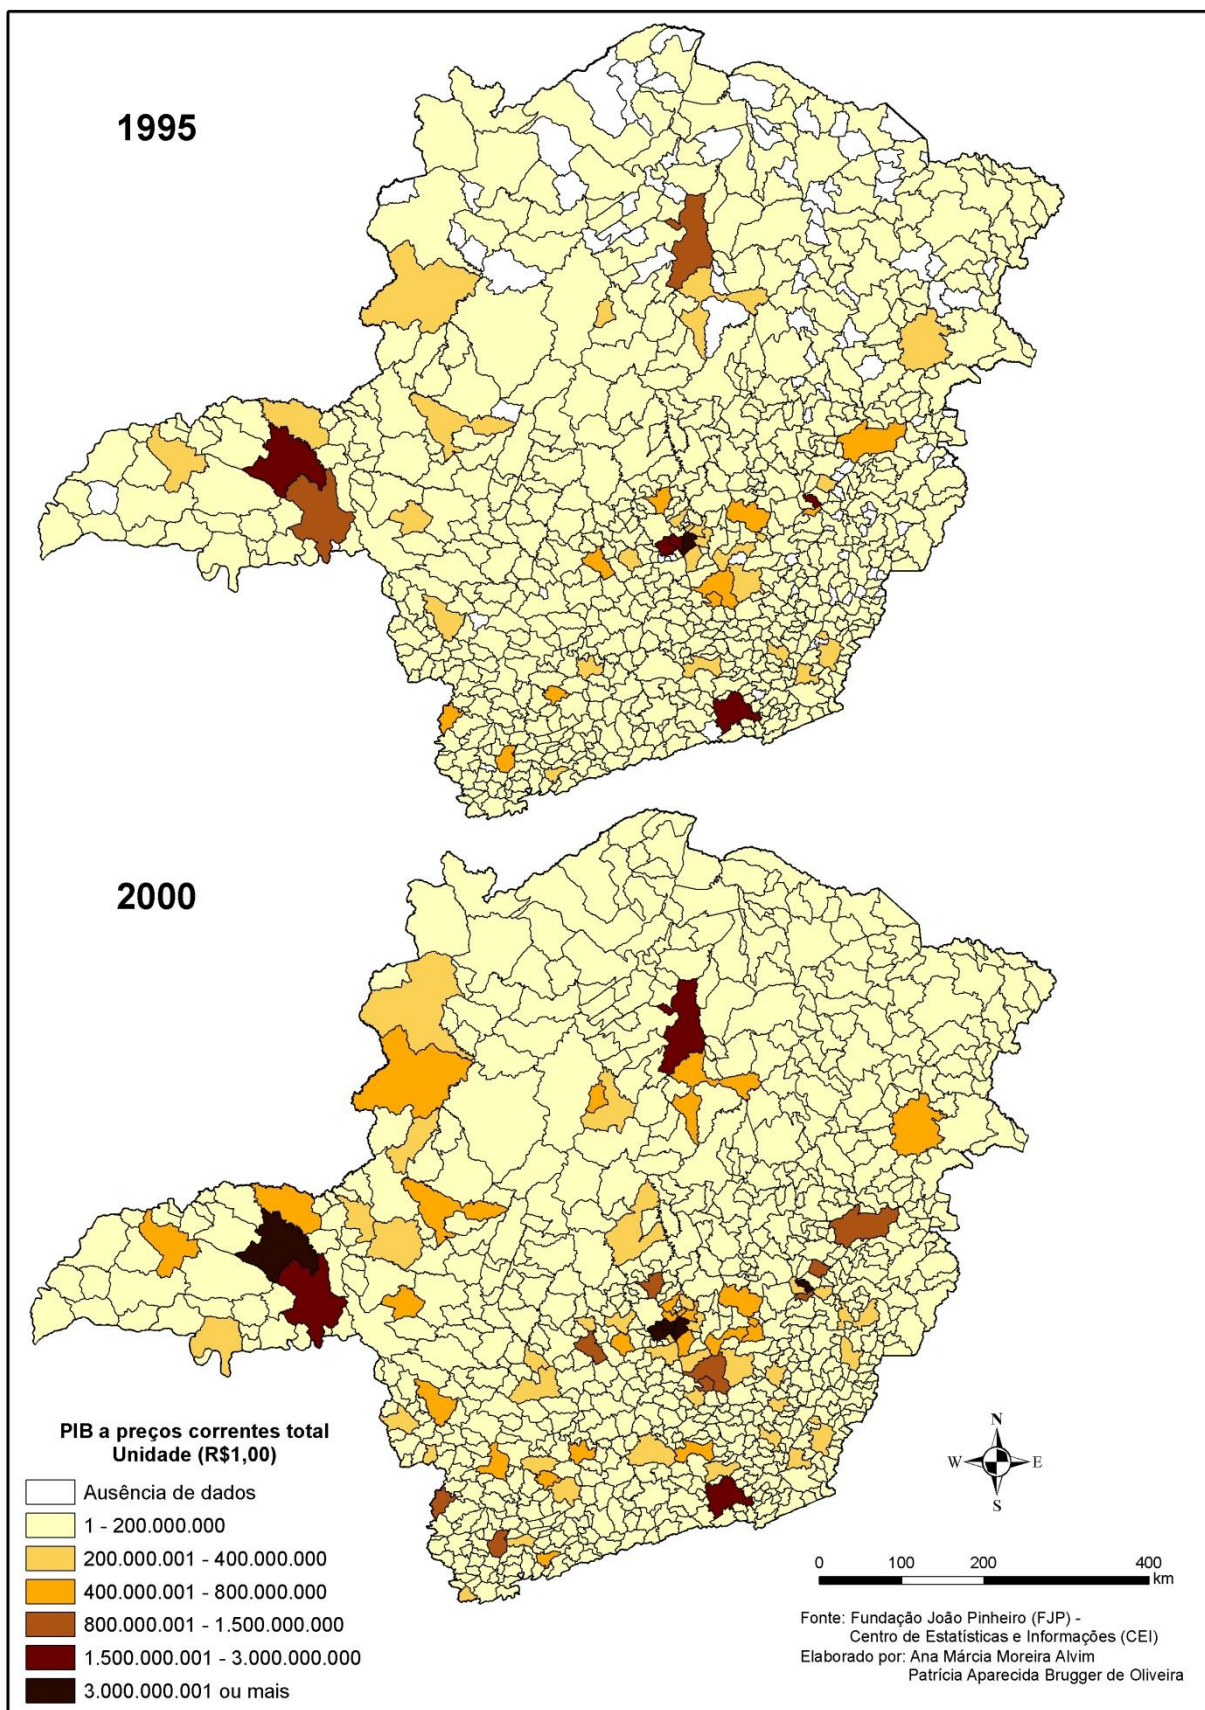 1995
2000
PIB a preços correntes total
Unidade (R$1,00)
Ausência de dados
1 - 200.000.000
200.000.001 - 400.000.000
400.000.001 - 800.000.000
800.000.001 - 1.500.000.000
1.500.000.001 - 3.000.000.000
3.000.000.001 ou mais
N
W E
S
0 100 200 400
km
Fonte: Fundação João Pinheiro (FJP) -
Centro de Estatísticas e Informações (CEI)
Elaborado por: Ana Márcia Moreira Alvim
Patrícia Aparecida Brugger de Oliveira